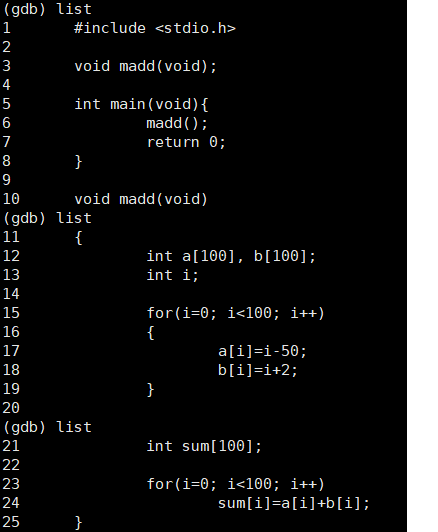 (gdb) list
1       #include <stdio.h>
2
3       void madd(void);
4
5       int main(void){
6               madd();
7               return 0;
8       }
9
10      void madd(void)
(gdb) list
11      {
12              int a[100], b[100];
13              int i;
14
15              for(i=0; i<100; i++)
16              {
17                      a[i]=i-50;
18                      b[i]=i+2;
19              }
20
(gdb) list
21              int sum[100];
22
23              for(i=0; i<100; i++)
24                      sum[i]=a[i]+b[i];
25      }